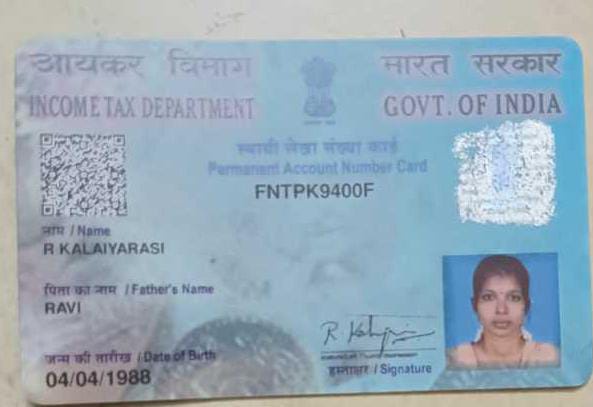 आयकर विभाग
INCOME TAX DEPARTMENT
भारत सरकार
GOVT. OF INDIA
स्थायी लेखा संख्या कार्ड
Permanent Account Number Card
FNTPK9400F
नाम / Name
R KALAIYARASI
पिता का नाम / Father's Name
RAVI
जन्म की तारीख / Date of Birth
04/04/1988
हस्ताक्षर / Signature